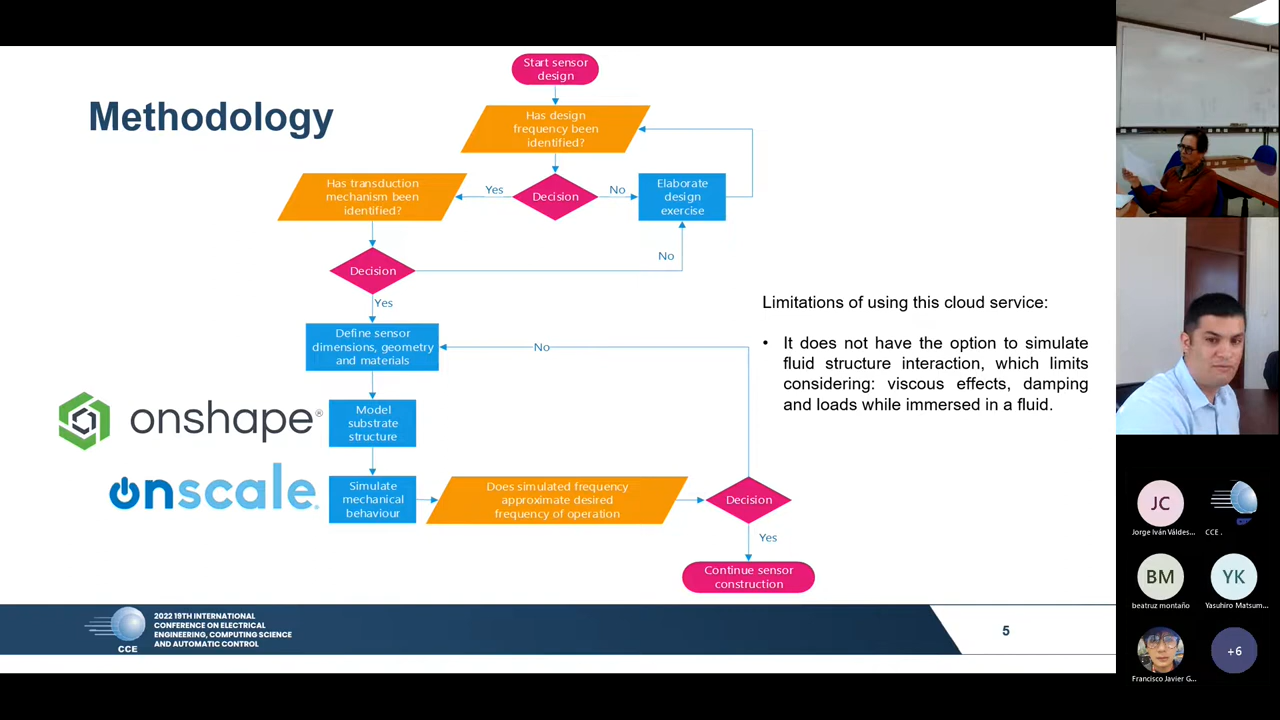 Methodology
Start sensor
design
Has design
frequency been
identified?
Has transduction
mechanism been
identified?
Yes
Decision
No
Elaborate
design
exercise
Decision
No
Yes
Define sensor
dimensions, geometry
and materials
No
onshape®
Model
substrate
structure
onscale.
Simulate
mechanical
behaviour
Does simulated frequency
approximate desired
frequency of operation
Decision
Yes
Continue sensor
construction
Limitations of using this cloud service:
• It does not have the option to simulate
fluid structure interaction, which limits
considering: viscous effects, damping
and loads while immersed in a fluid.
CCE
2022 19TH INTERNATIONAL
CONFERENCE ON ELECTRICAL
ENGINEERING, COMPUTING SCIENCE
AND AUTOMATIC CONTROL
5
JC
Jorge Iván Váldes...
CCE .
BM
beatruz montaño
YK
Yasuhiro Matsum...
Francisco Javier G...
+6